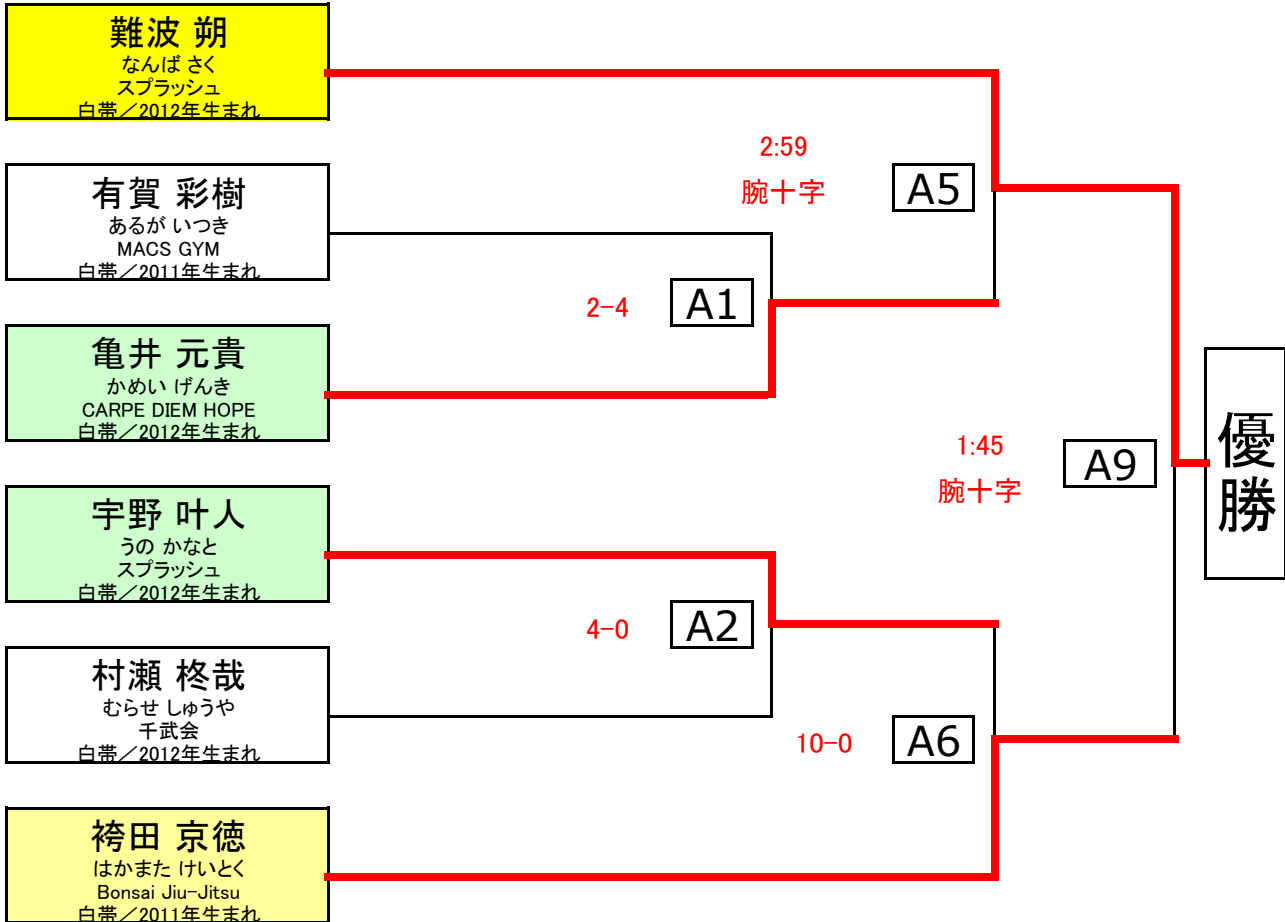 難波 朔
なんば さく
スプラッシュ
白帯／2012年生まれ
2:59
腕十字
A5
有賀 彩樹
あるが いつき
MACS GYM
白帯／2011年生まれ
2-4
A1
亀井 元貴
かめい げんき
CARPE DIEM HOPE
白帯／2012年生まれ
1:45
腕十字
A9
優勝
宇野 叶人
うの かなと
スプラッシュ
白帯／2012年生まれ
4-0
A2
村瀬 柊哉
むらせ しゅうや
千武会
白帯／2012年生まれ
10-0
A6
袴田 京徳
はかまた けいとく
Bonsai Jiu-Jitsu
白帯／2011年生まれ